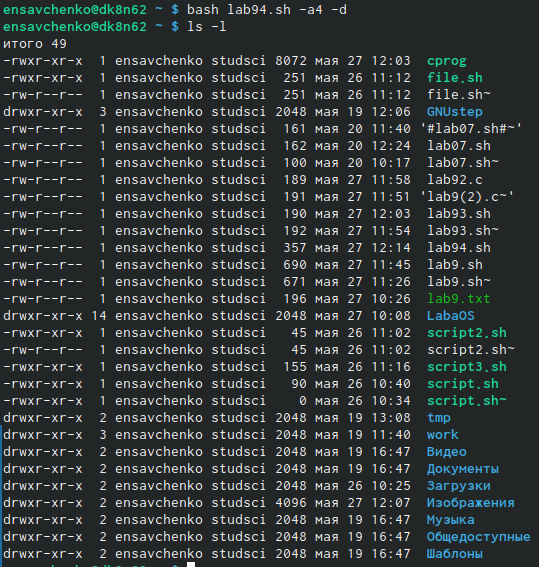 ensavchenko@dk8n62 ~ $ bash lab94.sh -a4 -d
ensavchenko@dk8n62 ~ $ ls -l
итого 49
-rwxr-xr-x 1 ensavchenko studsci 8072 мая 27 12:03 cprog
-rwxr-xr-x 1 ensavchenko studsci 251 мая 26 11:12 file.sh
-rw-r--r-- 1 ensavchenko studsci 251 мая 26 11:12 file.sh~
drwxr-xr-x 3 ensavchenko studsci 2048 мая 19 12:06 GNUstep
-rw-r--r-- 1 ensavchenko studsci 161 мая 20 11:40 '#lab07.sh#~'
-rw-r--r-- 1 ensavchenko studsci 162 мая 20 12:24 lab07.sh
-rw-r--r-- 1 ensavchenko studsci 100 мая 20 10:17 lab07.sh~
-rw-r--r-- 1 ensavchenko studsci 189 мая 27 11:58 lab92.c
-rw-r--r-- 1 ensavchenko studsci 191 мая 27 11:51 'lab9(2).c~'
-rw-r--r-- 1 ensavchenko studsci 190 мая 27 12:03 lab93.sh
-rw-r--r-- 1 ensavchenko studsci 192 мая 27 11:54 lab93.sh~
-rw-r--r-- 1 ensavchenko studsci 357 мая 27 12:14 lab94.sh
-rw-r--r-- 1 ensavchenko studsci 690 мая 27 11:45 lab9.sh
-rw-r--r-- 1 ensavchenko studsci 671 мая 27 11:26 lab9.sh~
-rw-r--r-- 1 ensavchenko studsci 196 мая 27 10:26 lab9.txt
drwxr-xr-x 14 ensavchenko studsci 2048 мая 27 10:08 LabaOS
-rwxr-xr-x 1 ensavchenko studsci 45 мая 26 11:02 script2.sh
-rw-r--r-- 1 ensavchenko studsci 45 мая 26 11:02 script2.sh~
-rwxr-xr-x 1 ensavchenko studsci 155 мая 26 11:16 script3.sh
-rwxr-xr-x 1 ensavchenko studsci 90 мая 26 10:40 script.sh
-rwxr-xr-x 1 ensavchenko studsci 0 мая 26 10:34 script.sh~
drwxr-xr-x 2 ensavchenko studsci 2048 мая 19 13:08 tmp
drwxr-xr-x 3 ensavchenko studsci 2048 мая 19 11:40 work
drwxr-xr-x 2 ensavchenko studsci 2048 мая 19 16:47 Видео
drwxr-xr-x 2 ensavchenko studsci 2048 мая 19 16:47 Документы
drwxr-xr-x 2 ensavchenko studsci 2048 мая 26 10:25 Загрузки
drwxr-xr-x 2 ensavchenko studsci 4096 мая 27 12:07 Изображения
drwxr-xr-x 2 ensavchenko studsci 2048 мая 19 16:47 Музыка
drwxr-xr-x 2 ensavchenko studsci 2048 мая 19 16:47 Общедоступные
drwxr-xr-x 2 ensavchenko studsci 2048 мая 19 16:47 Шаблоны
ensavchenko@dk8n62 ~ $